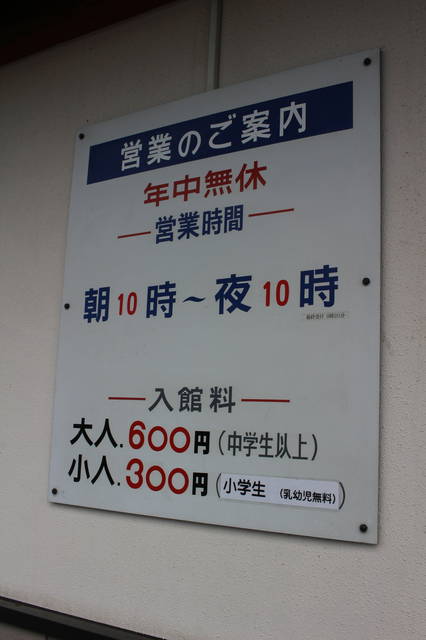 営業のご案内
年中無休
営業時間
朝10時～夜10時
入館料
大人.600円(中学生以上)
小人.300円(小学生 (乳幼児無料))